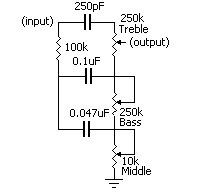 250pF
(input)
250k
Treble
(output)
100k
0.1uF
250k
Bass
0.047uF
10k
Middle